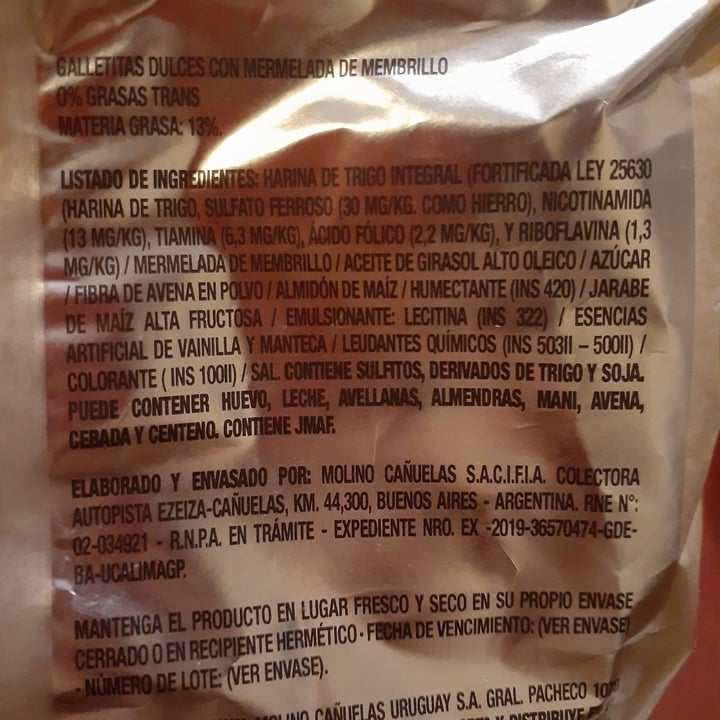 GALLETITAS DULCES CON MERMELADA DE MEMBRILLO
0% GRASAS TRANS
MATERIA GRASA: 13%.
LISTADO DE INGREDIENTES: HARINA DE TRIGO INTEGRAL (FORTIFICADA LEY 25630
(HARINA DE TRIGO, SULFATO FERROSO (30 MG/KG. COMO HIERRO), NICOTINAMIDA
(13 MG/KG), TIAMINA (6,3 MG/KG), ÁCIDO FÓLICO (2,2 MG/KG), Y RIBOFLAVINA (1,3
MG/KG) / MERMELADA DE MEMBRILLO / ACEITE DE GIRASOL ALTO OLEICO / AZÚCAR
/ FIBRA DE AVENA EN POLVO / ALMIDÓN DE MAÍZ / HUMECTANTE (INS 420) / JARABE
DE MAÍZ ALTA FRUCTOSA / EMULSIONANTE: LECITINA (INS 322) / ESENCIAS
ARTIFICIAL DE VAINILLA Y MANTECA / LEUDANTES QUÍMICOS (INS 503II – 500II) /
COLORANTE ( INS 100II) / SAL. CONTIENE SULFITOS, DERIVADOS DE TRIGO Y SOJA.
PUEDE CONTENER HUEVO, LECHE, AVELLANAS, ALMENDRAS, MANI, AVENA,
CEBADA Y CENTENO. CONTIENE JMAF.
ELABORADO Y ENVASADO POR: MOLINO CAÑUELAS S.A.C.I.F.I.A. COLECTORA
AUTOPISTA EZEIZA-CAÑUELAS, KM. 44,300, BUENOS AIRES - ARGENTINA. RNE N°:
02-034921 - R.N.P.A. EN TRÁMITE - EXPEDIENTE NRO. EX -2019-36570474-GDE-
BA-UCALIMAGP.
MANTENGA EL PRODUCTO EN LUGAR FRESCO Y SECO EN SU PROPIO ENVASE
CERRADO O EN RECIPIENTE HERMÉTICO · FECHA DE VENCIMIENTO: (VER ENVASE)
· NÚMERO DE LOTE: (VER ENVASE).
MOLINO CAÑUELAS URUGUAY S.A. GRAL. PACHECO
Y DISTRIBUYE